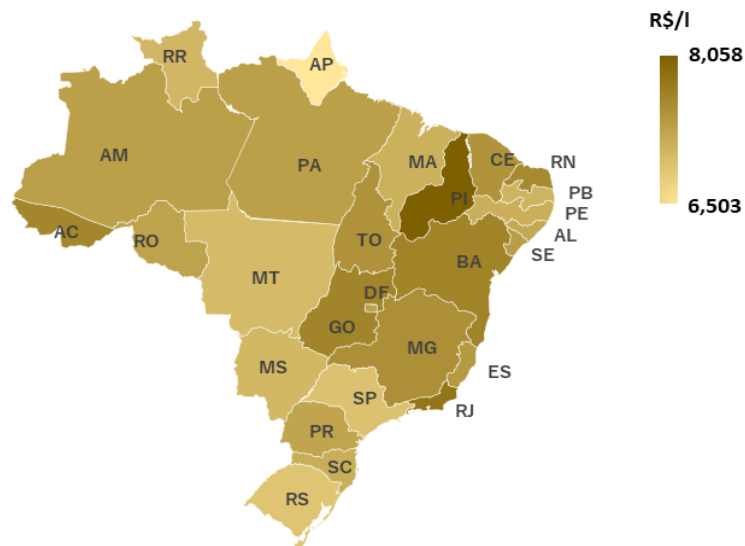 R$/l
8,058
6,503
RR
AP
AM
PA
MA
CE
RN
PI
PB
PE
AL
SE
AC
RO
TO
BA
MT
DF
GO
MG
ES
MS
SP
RJ
PR
SC
RS